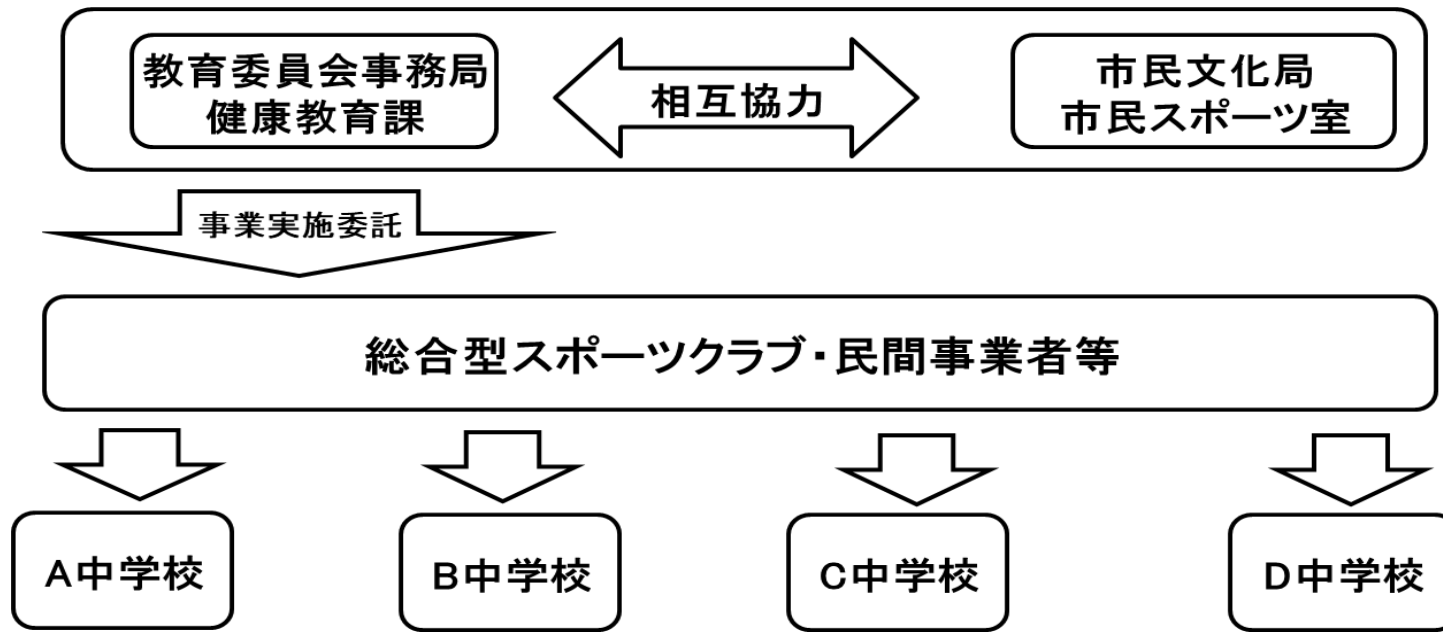 教育委員会事務局
健康教育課
相互協力
市民文化局
市民スポーツ室
事業実施委託
総合型スポーツクラブ・民間事業者等
A中学校
B中学校
C中学校
D中学校